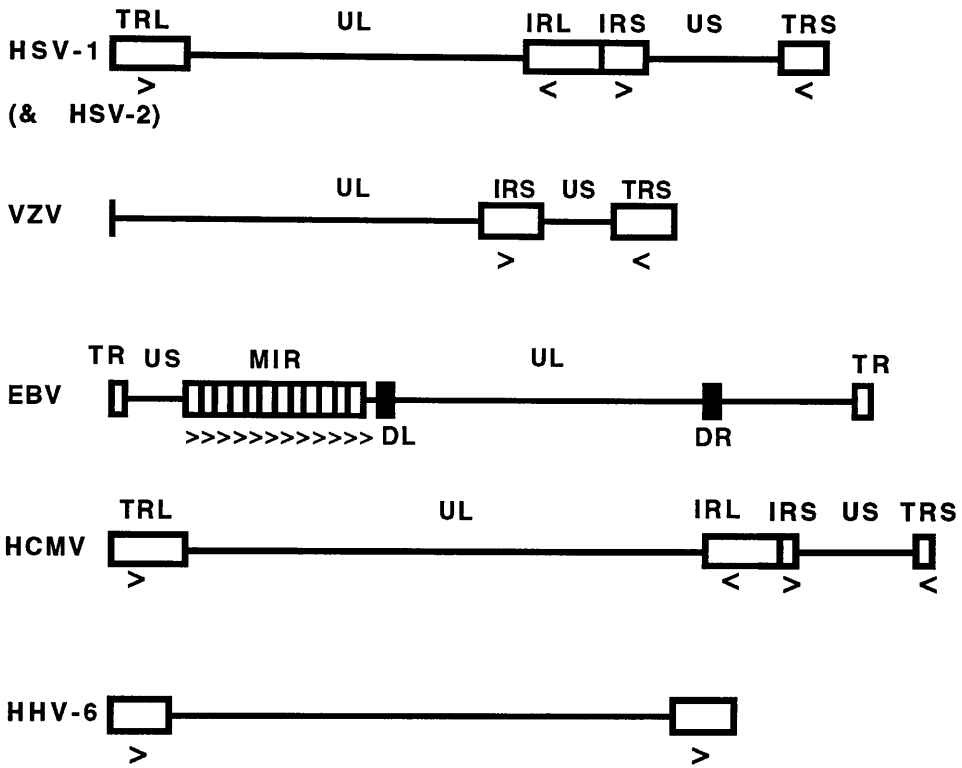 TRL UL IRL IRS US TRS
HSV-1
> < > <
(& HSV-2)
UL IRS US TRS
VZV
> <
TR US MIR UL TR
EBV
>>>>>>>>>>>> DL DR
TRL UL IRL IRS US TRS
HCMV
> < > <
HHV-6
> >